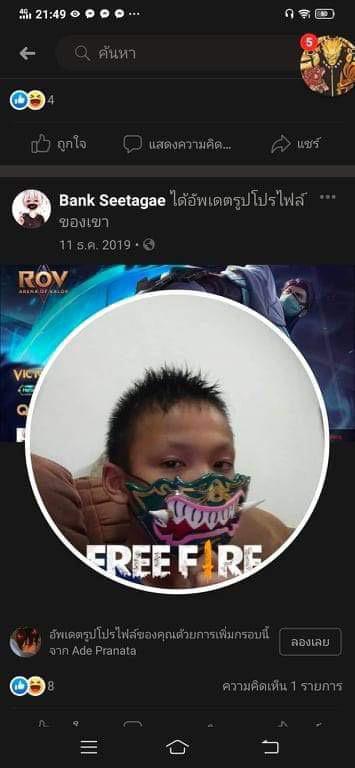 4G 21:49
ค้นหา
5
4
ถูกใจ
แสดงความคิด...
แชร์
Bank Seetagae ได้อัพเดตรูปโปรไฟล์
ของเขา
11 ธ.ค. 2019
ROV
ARENA OF VALOR
FREE FIRE
อัพเดตรูปโปรไฟล์ของคุณด้วยการเพิ่มกรอบนี้
จาก Ade Pranata
ลองเลย
8
ความคิดเห็น 1 รายการ